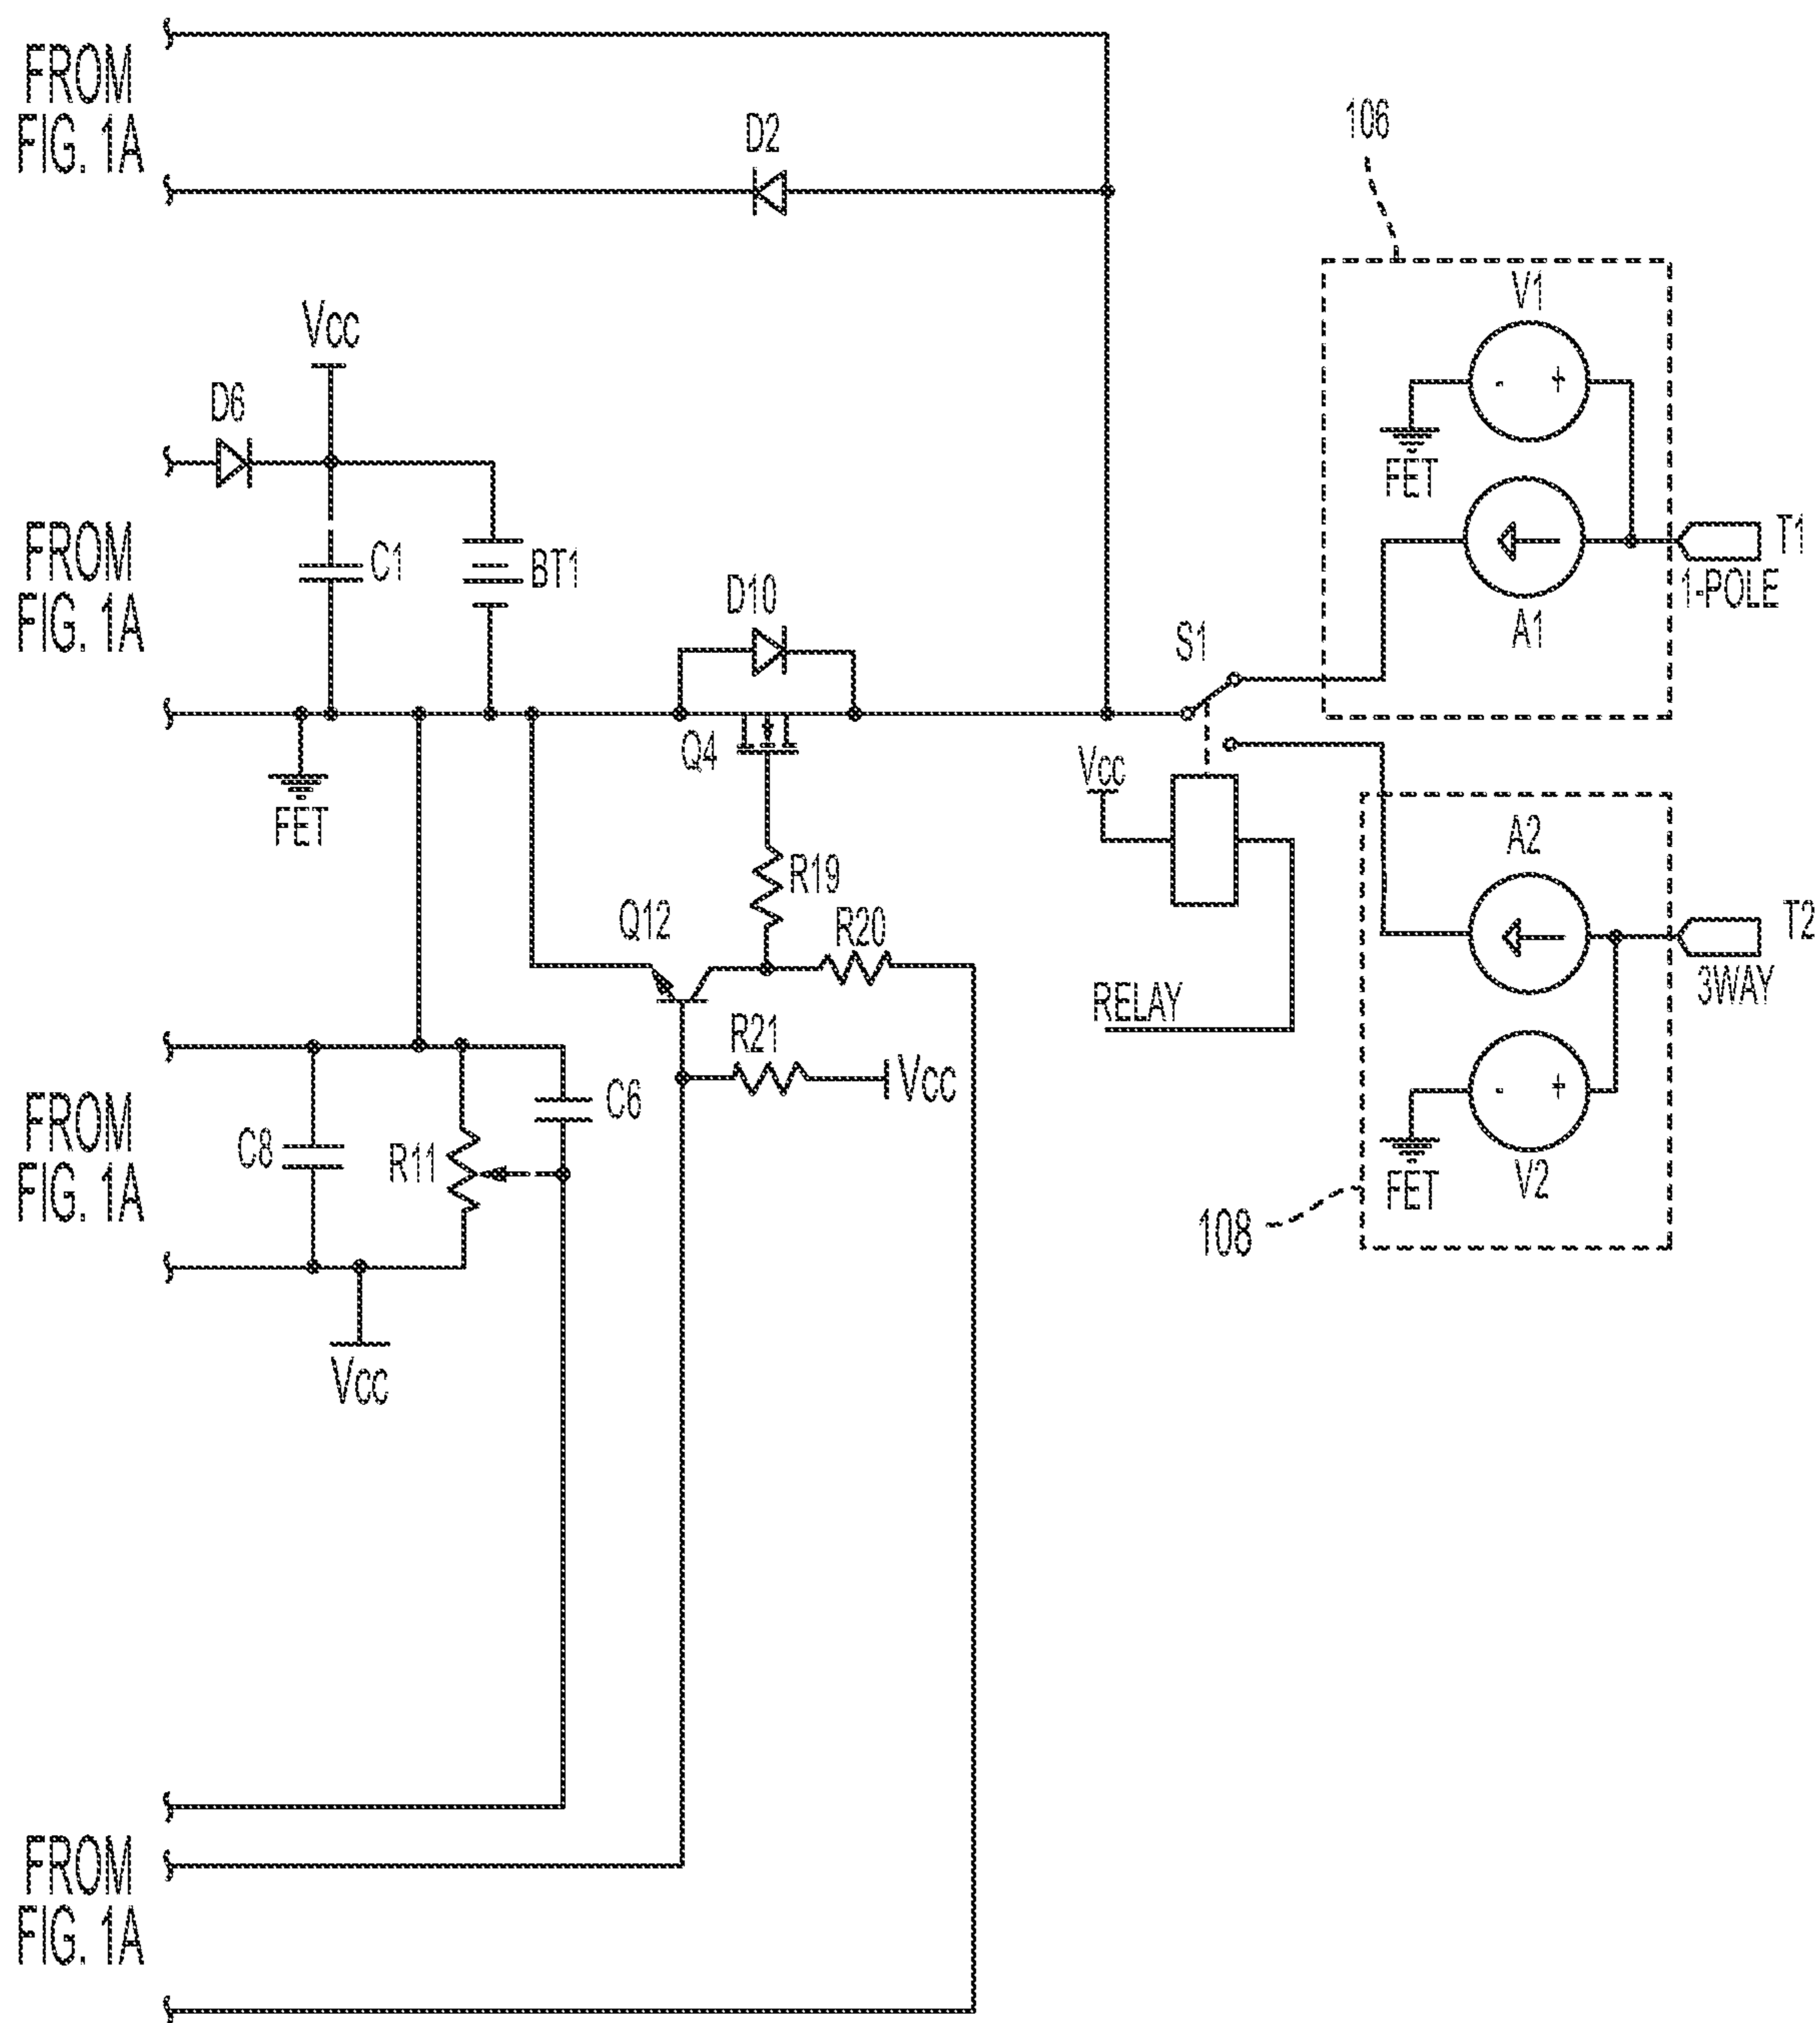 FROM
FIG. 1A
D2
106
V1
- +
FET
A1
T1
1-POLE
Vcc
D6
FROM
FIG. 1A
C1
BT1
D10
S1
Q4
FET
Vcc
R19
A2
T2
3WAY
Q12
R20
RELAY
R21
Vcc
- +
FET
V2
108
FROM
FIG. 1A
C8
R11
C6
Vcc
FROM
FIG. 1A